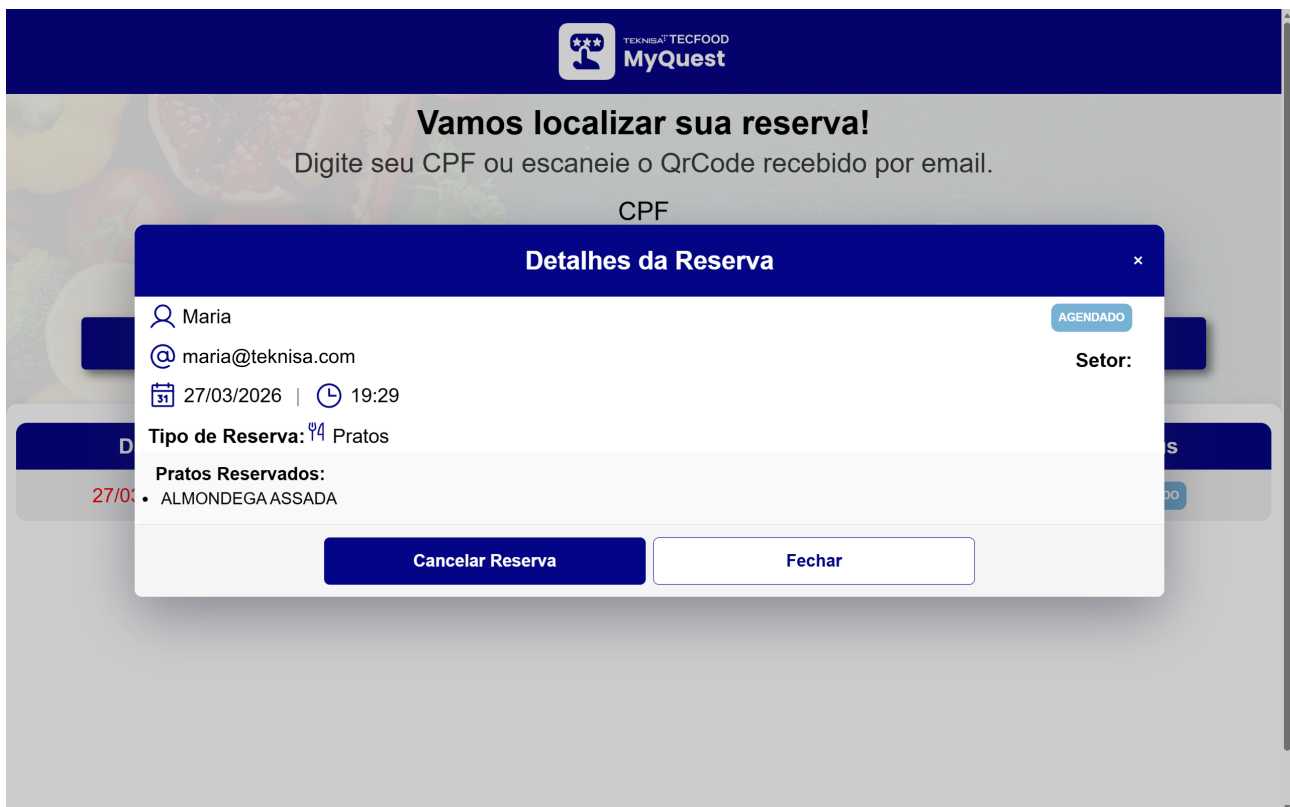 TEKNISA TECFOOD
MyQuest
Vamos localizar sua reserva!
Digite seu CPF ou escaneie o QrCode recebido por email.
CPF
Detalhes da Reserva ×
Maria AGENDADO
maria@teknisa.com Setor:
31 27/03/2026 | 19:29
Tipo de Reserva: Pratos
Pratos Reservados:
• ALMONDEGA ASSADA
Cancelar Reserva Fechar